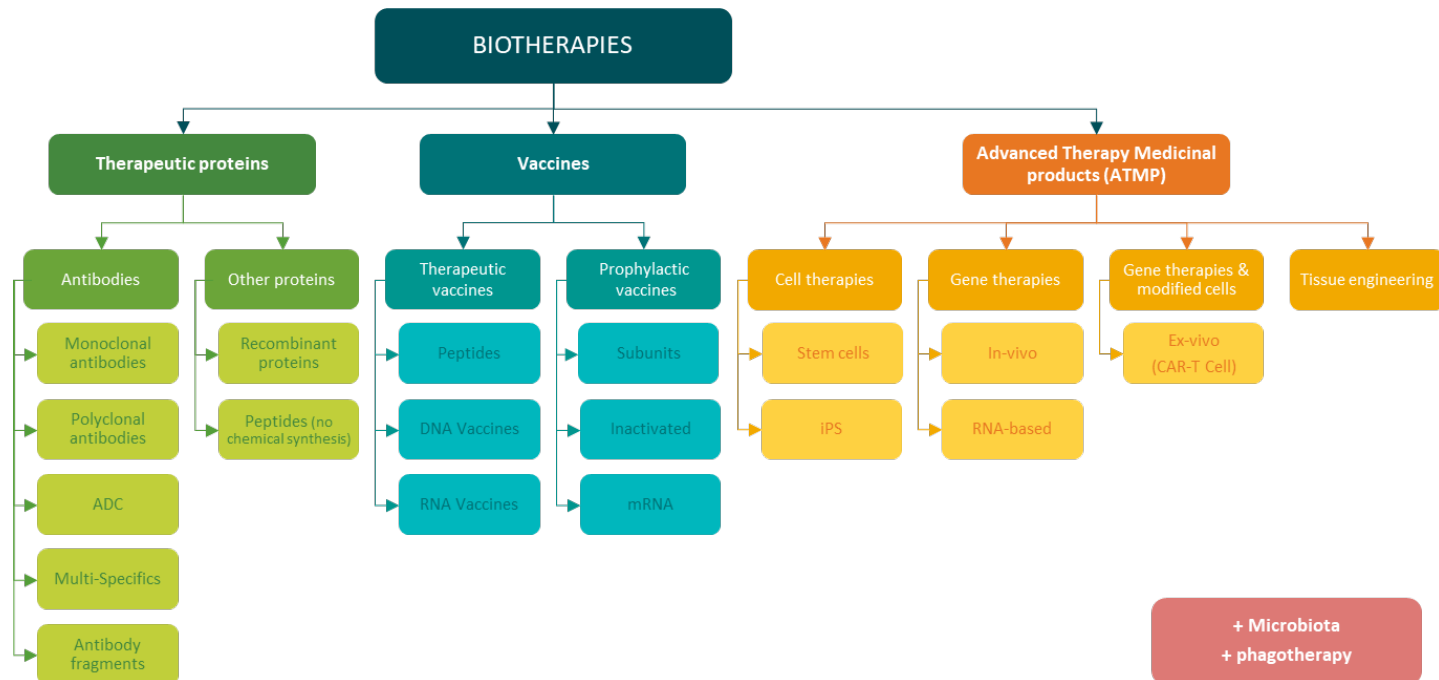 BIOTHERAPIES
Therapeutic proteins
Vaccines
Advanced Therapy Medicinal
products (ATMP)
Antibodies
Other proteins
Therapeutic
vaccines
Prophylactic
vaccines
Cell therapies
Gene therapies
Gene therapies &
modified cells
Tissue engineering
Monoclonal
antibodies
Recombinant
proteins
Peptides
Subunits
Stem cells
In-vivo
Ex-vivo
(CAR-T Cell)
Polyclonal
antibodies
Peptides (no
chemical synthesis)
DNA Vaccines
Inactivated
iPS
RNA-based
ADC
RNA Vaccines
mRNA
Multi-Specifics
Antibody
fragments
+ Microbiota
+ phagotherapy